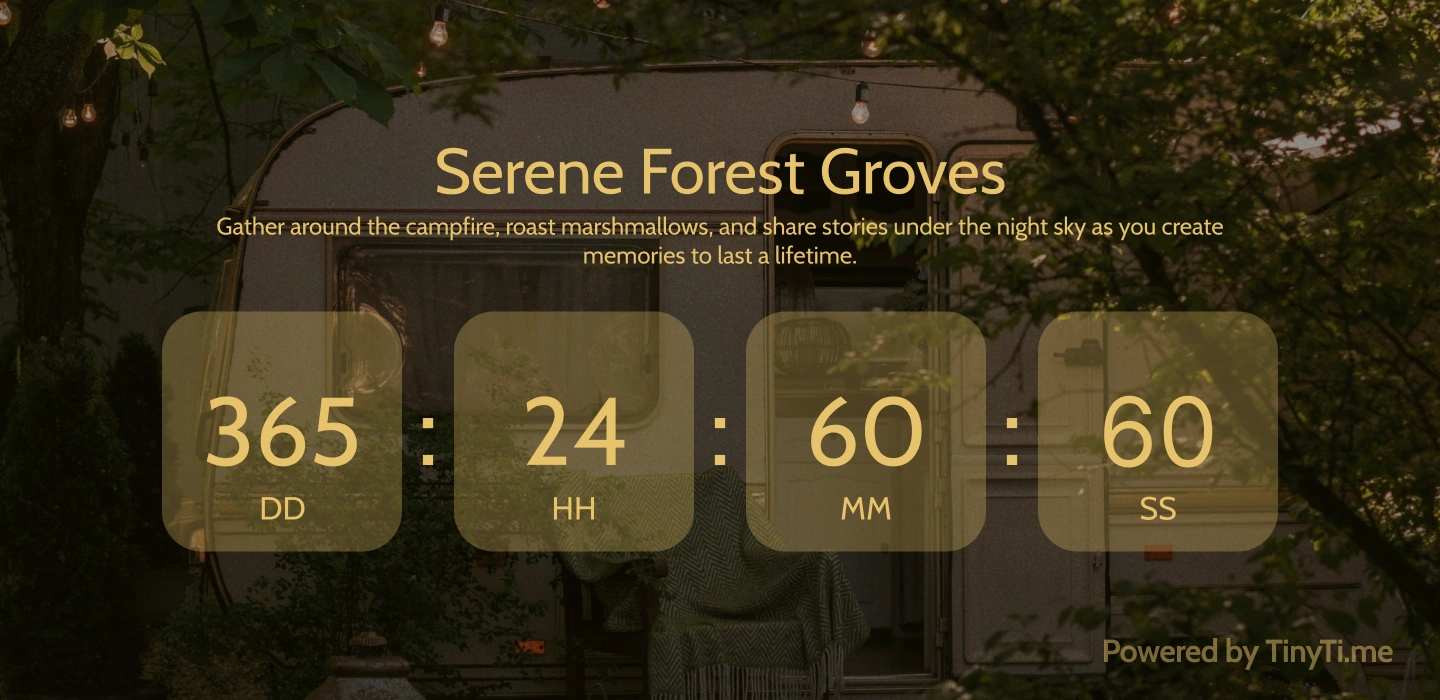 Serene Forest Groves
Gather around the campfire, roast marshmallows, and share stories under the night sky as you create
memories to last a lifetime.
365 : 24 : 60 : 60
DD HH MM SS
Powered by TinyTi.me